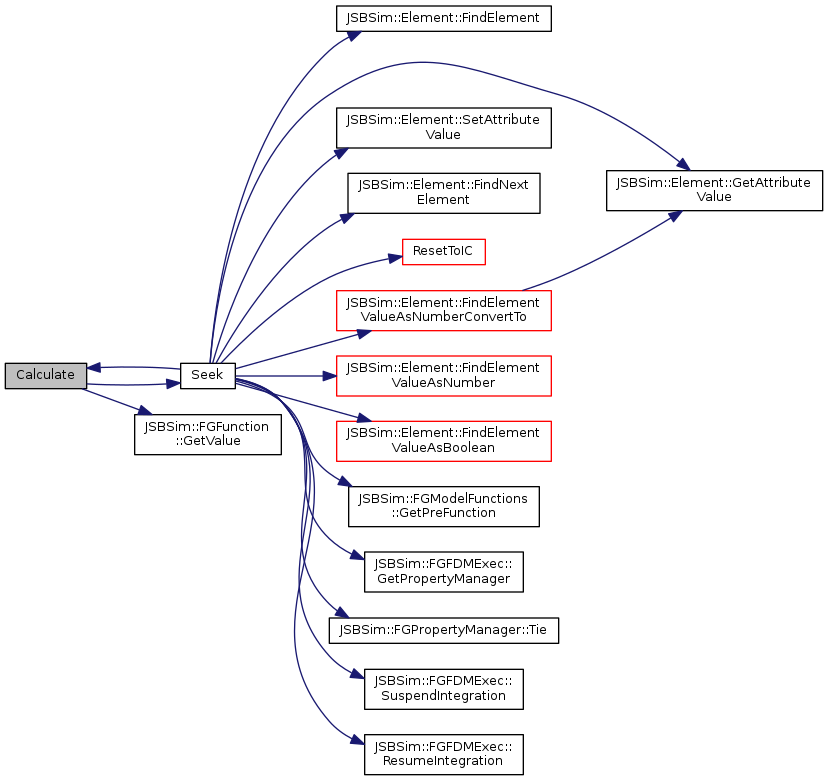 JSBSim::Element::FindElement
JSBSim::Element::SetAttribute
Value
JSBSim::Element::FindNext
Element
JSBSim::Element::GetAttribute
Value
ResetToIC
JSBSim::Element::FindElement
ValueAsNumberConvertTo
Calculate
Seek
JSBSim::Element::FindElement
ValueAsNumber
JSBSim::FGFunction
::GetValue
JSBSim::Element::FindElement
ValueAsBoolean
JSBSim::FGModelFunctions
::GetPreFunction
JSBSim::FGFDMExec::
GetPropertyManager
JSBSim::FGPropertyManager::Tie
JSBSim::FGFDMExec::
SuspendIntegration
JSBSim::FGFDMExec::
ResumeIntegration